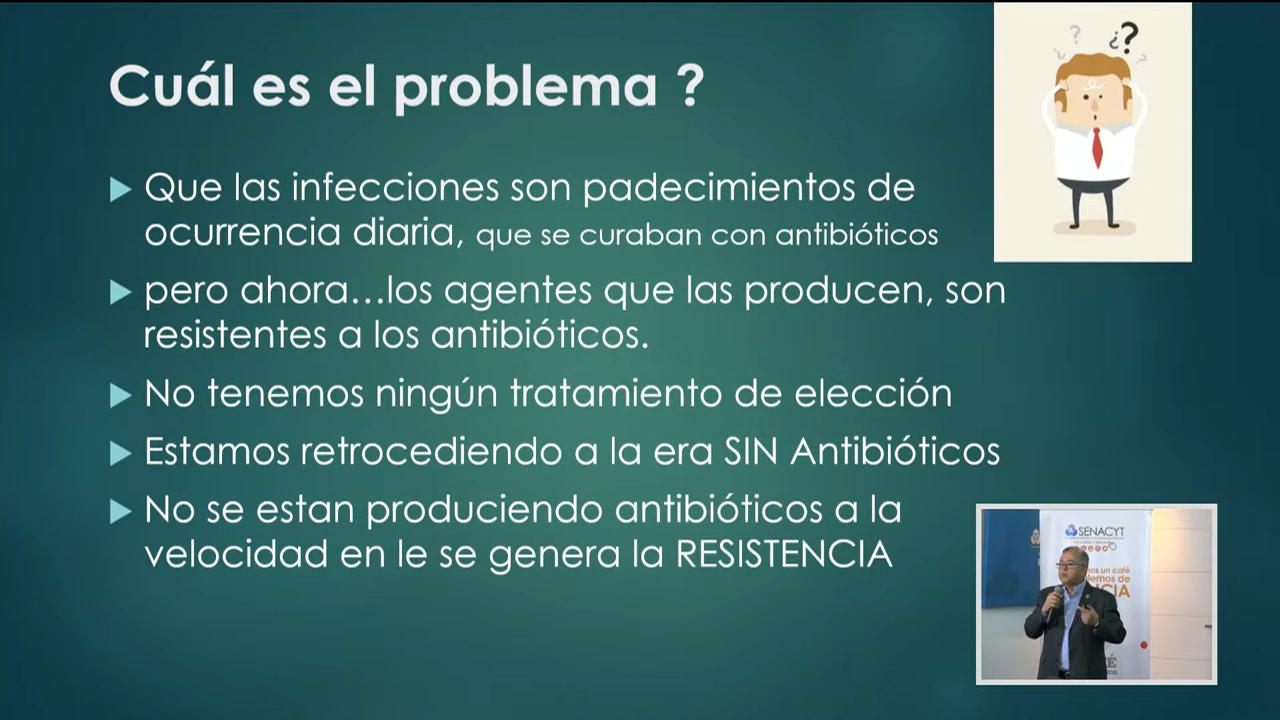 Cuál es el problema ?
Que las infecciones son padecimientos de
ocurrencia diaria, que se curaban con antibióticos
pero ahora...los agentes que las producen, son
resistentes a los antibióticos.
No tenemos ningún tratamiento de elección
Estamos retrocediendo a la era SIN Antibióticos
No se estan produciendo antibióticos a la
velocidad en le se genera la RESISTENCIA
¿?
SENACYT
un café